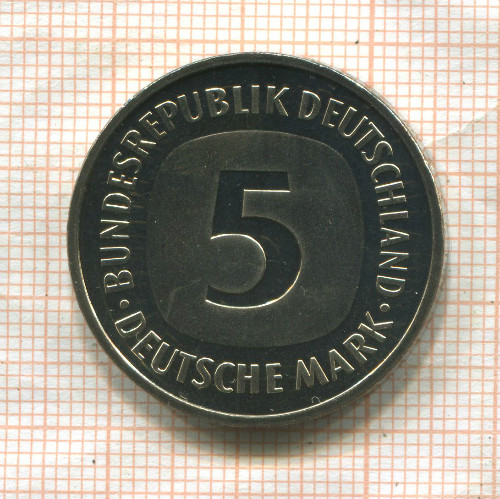 BUNDESREPUBLIK DEUTSCHLAND
5
· DEUTSCHE MARK ·